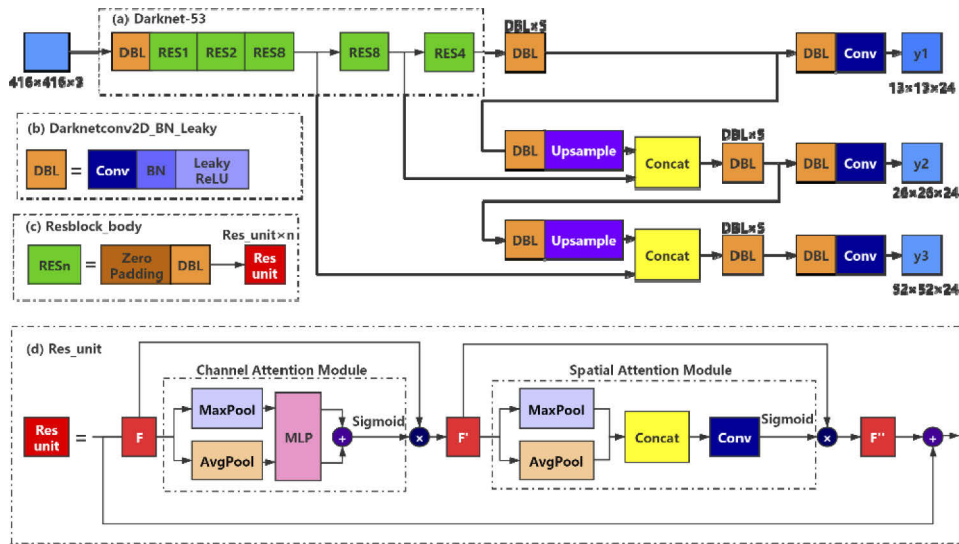 (a) Darknet-53
DBL
RES1
RES2
RES8
RES8
RES4
DBL×5
DBL
DBL
Conv
y1
416×416×3
13×13×24
(b) Darknetconv2D_BN_Leaky
DBL
=
Conv
BN
Leaky
ReLU
DBL
Upsample
Concat
DBL×5
DBL
DBL
Conv
y2
26×26×24
(c) Resblock_body
RESn
=
Zero
Padding
DBL
Res_unit×n
Res
unit
DBL
Upsample
Concat
DBL×5
DBL
DBL
Conv
y3
52×52×24
(d) Res_unit
Channel Attention Module
Spatial Attention Module
Res
unit
=
F
MaxPool
AvgPool
MLP
+
Sigmoid
×
F'
MaxPool
AvgPool
Concat
Conv
Sigmoid
×
F''
+